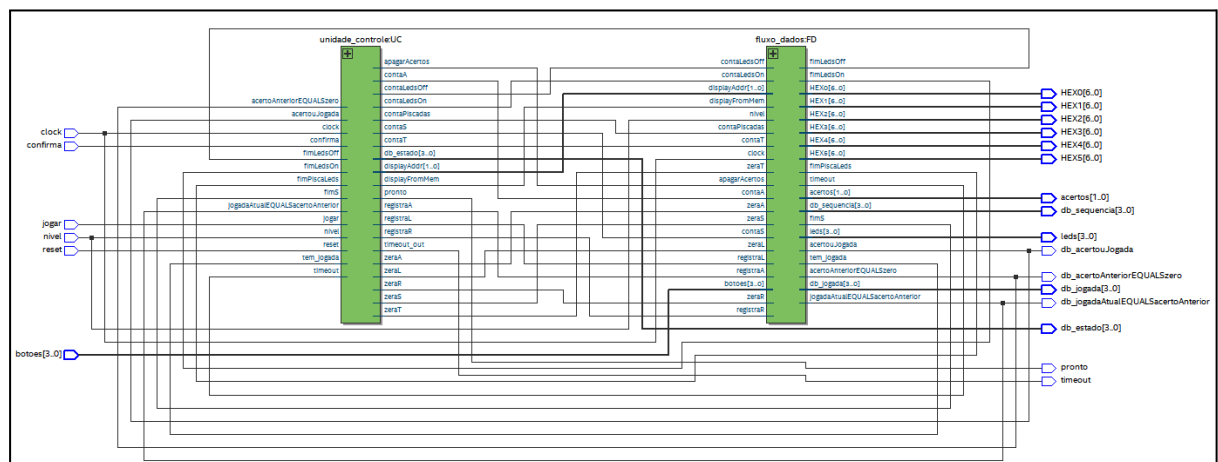 unidade_controle:UC
fluxo_dados:FD
clock
confirma
jogar
nivel
reset
botoes[3..0]
acertoAnteriorEQUALSzero
acertouJogada
clock
confirma
fimLedsOff
fimLedsOn
fimPiscaLeds
fimS
jogadaAtualEQUALSacertoAnterior
jogar
nivel
reset
tem_jogada
timeout
apagarAcertos
contaA
contaLedsOff
contaLedsOn
contaPiscadas
contaS
contaT
db_estado[3..0]
displayAddr[1..0]
displayFromMem
pronto
registraA
registraL
registraR
timeout_out
zeraA
zeraL
zeraR
zeraS
zeraT
contaLedsOff
contaLedsOn
displayAddr[1..0]
displayFromMem
nivel
contaPiscadas
contaT
clock
zeraT
apagarAcertos
contaA
zeraA
zeraS
contaS
zeraL
registraL
registraA
botoes[3..0]
zeraR
registraR
fimLedsOff
fimLedsOn
HEX0[6..0]
HEX1[6..0]
HEX2[6..0]
HEX3[6..0]
HEX4[6..0]
HEX5[6..0]
fimPiscaLeds
timeout
acertos[1..0]
db_sequencia[3..0]
fimS
leds[3..0]
acertouJogada
tem_jogada
acertoAnteriorEQUALSzero
db_jogada[3..0]
jogadaAtualEQUALSacertoAnterior
HEX0[6..0]
HEX1[6..0]
HEX2[6..0]
HEX3[6..0]
HEX4[6..0]
HEX5[6..0]
acertos[1..0]
db_sequencia[3..0]
leds[3..0]
db_acertouJogada
db_acertoAnteriorEQUALSzero
db_jogada[3..0]
db_jogadaAtualEQUALSacertoAnterior
db_estado[3..0]
pronto
timeout